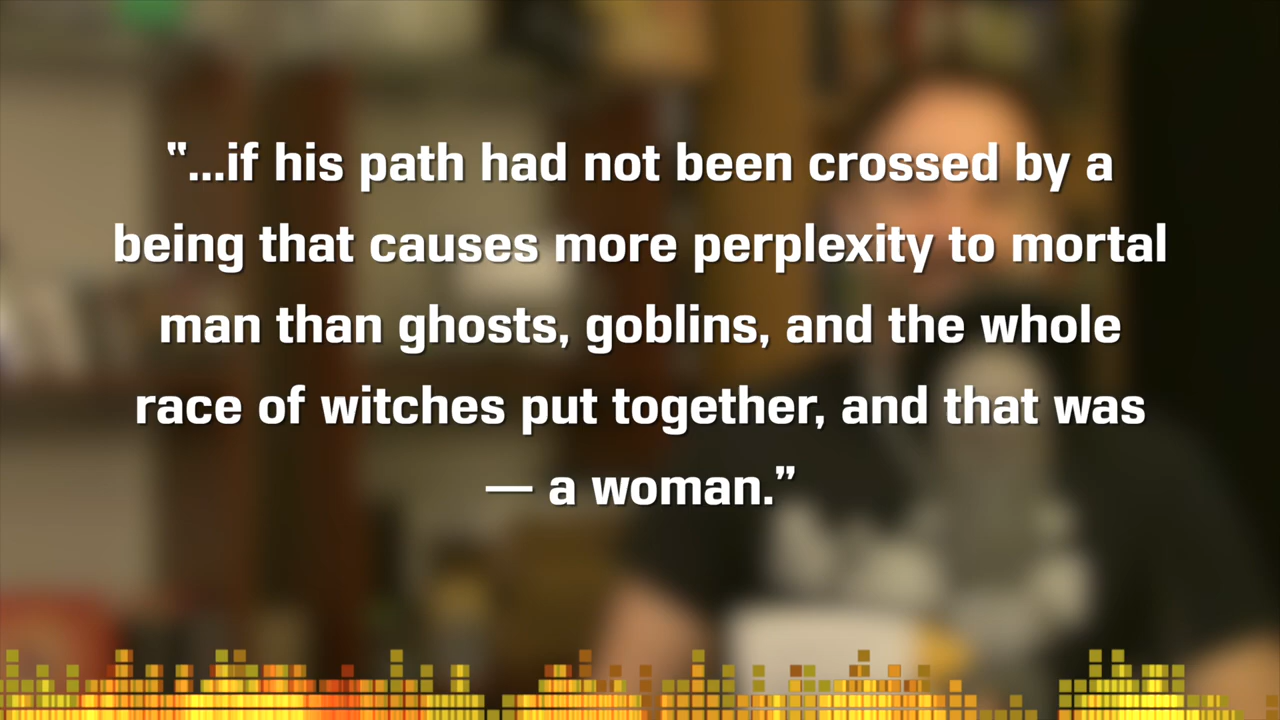 “...if his path had not been crossed by a
being that causes more perplexity to mortal
man than ghosts, goblins, and the whole
race of witches put together, and that was
— a woman.”